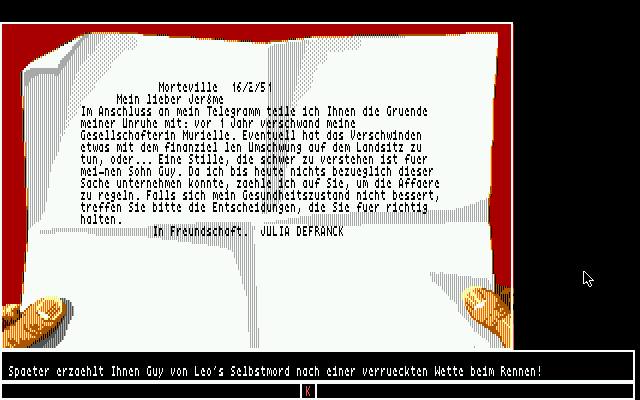 Morteville 16/2/51
Mein lieber Jerôme
Im Anschluss an mein Telegramm teile ich Ihnen die Gruende
meiner Unruhe mit: vor 1 Jahr verschwand meine
Gesellschafterin Murielle. Eventuell hat das Verschwinden
etwas mit dem finanziel len Umschwung auf dem Landsitz zu
tun, oder... Eine Stille, die schwer zu verstehen ist fuer
mei-nen Sohn Guy. Da ich bis heute nichts bezueglich dieser
Sache unternehmen konnte, zaehle ich auf Sie, um die Affaere
zu regeln. Falls sich mein Gesundheitszustand nicht bessert,
treffen Sie bitte die Entscheidungen, die Sie fuer richtig
halten.
In Freundschaft. JULIA DEFRANCK
Spaeter erzaehlt Ihnen Guy von Leo's Selbstmord nach einer verrueckten Wette beim Rennen!
K